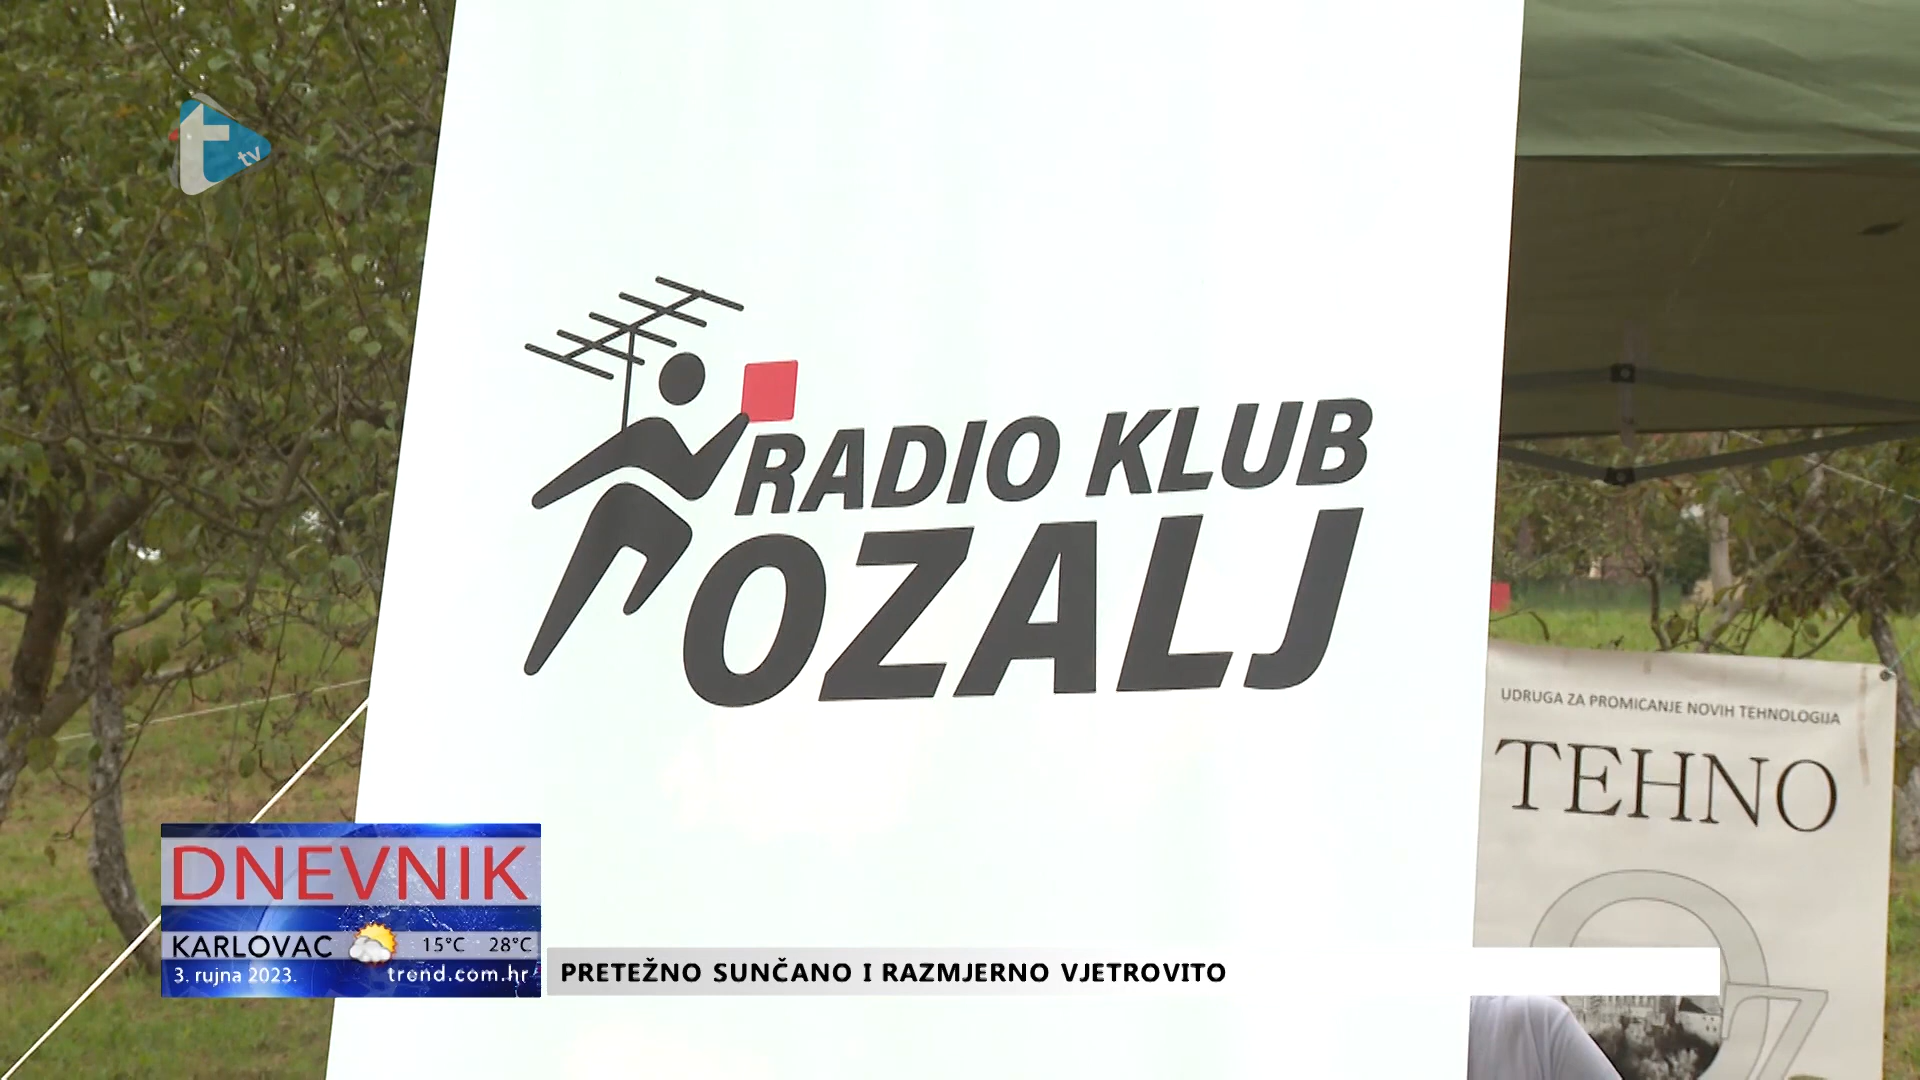 t
tv
RADIO KLUB
OZALJ
UDRUGA ZA PROMICANJE NOVIH TEHNOLOGIJA
TEHNO
OZ
DNEVNIK
KARLOVAC 15°C 28°C
3. rujna 2023. trend.com.hr
PRETEŽNO SUNČANO I RAZMJERNO VJETROVITO